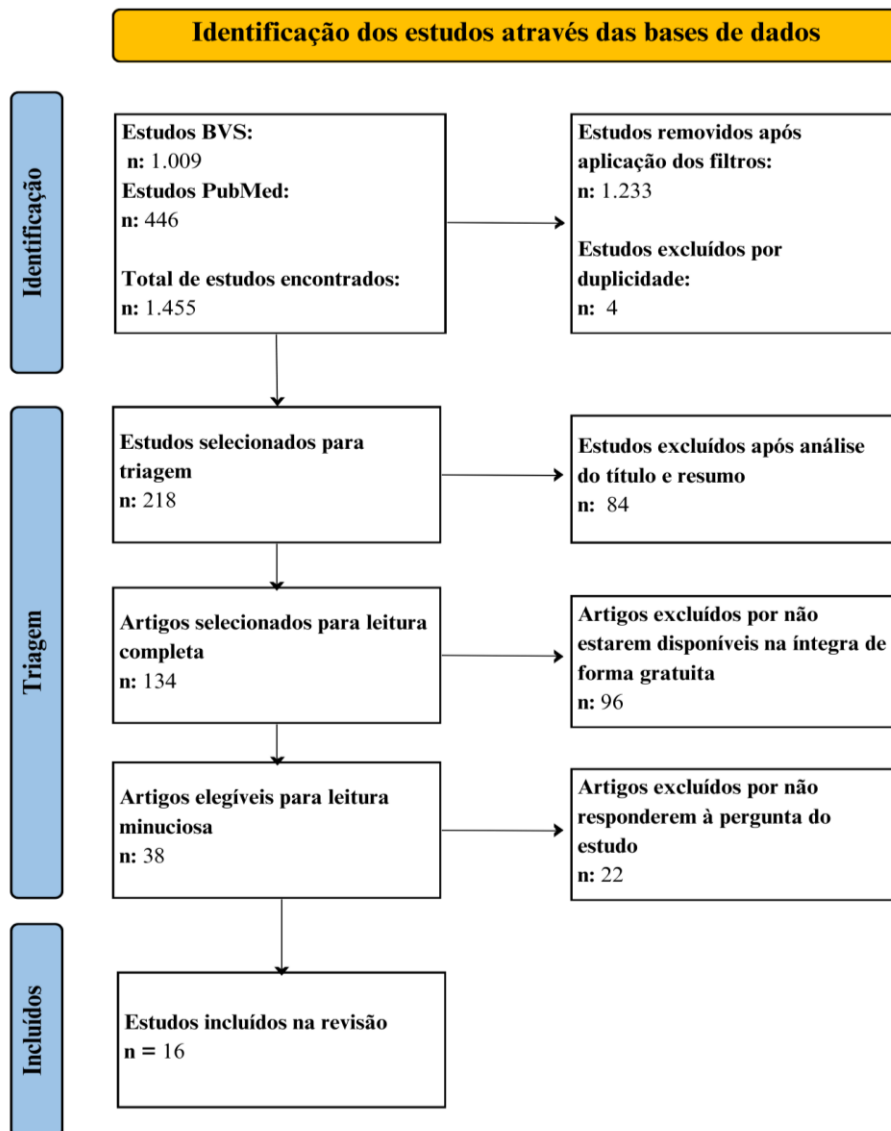 Identificação dos estudos através das bases de dados
Identificação
Estudos BVS:
n: 1.009
Estudos PubMed:
n: 446
Total de estudos encontrados:
n: 1.455
Estudos removidos após
aplicação dos filtros:
n: 1.233
Estudos excluídos por
duplicidade:
n: 4
Triagem
Estudos selecionados para
triagem
n: 218
Estudos excluídos após análise
do título e resumo
n: 84
Artigos selecionados para leitura
completa
n: 134
Artigos excluídos por não
estarem disponíveis na íntegra de
forma gratuita
n: 96
Artigos elegíveis para leitura
minuciosa
n: 38
Artigos excluídos por não
responderem à pergunta do
estudo
n: 22
Incluídos
Estudos incluídos na revisão
n = 16